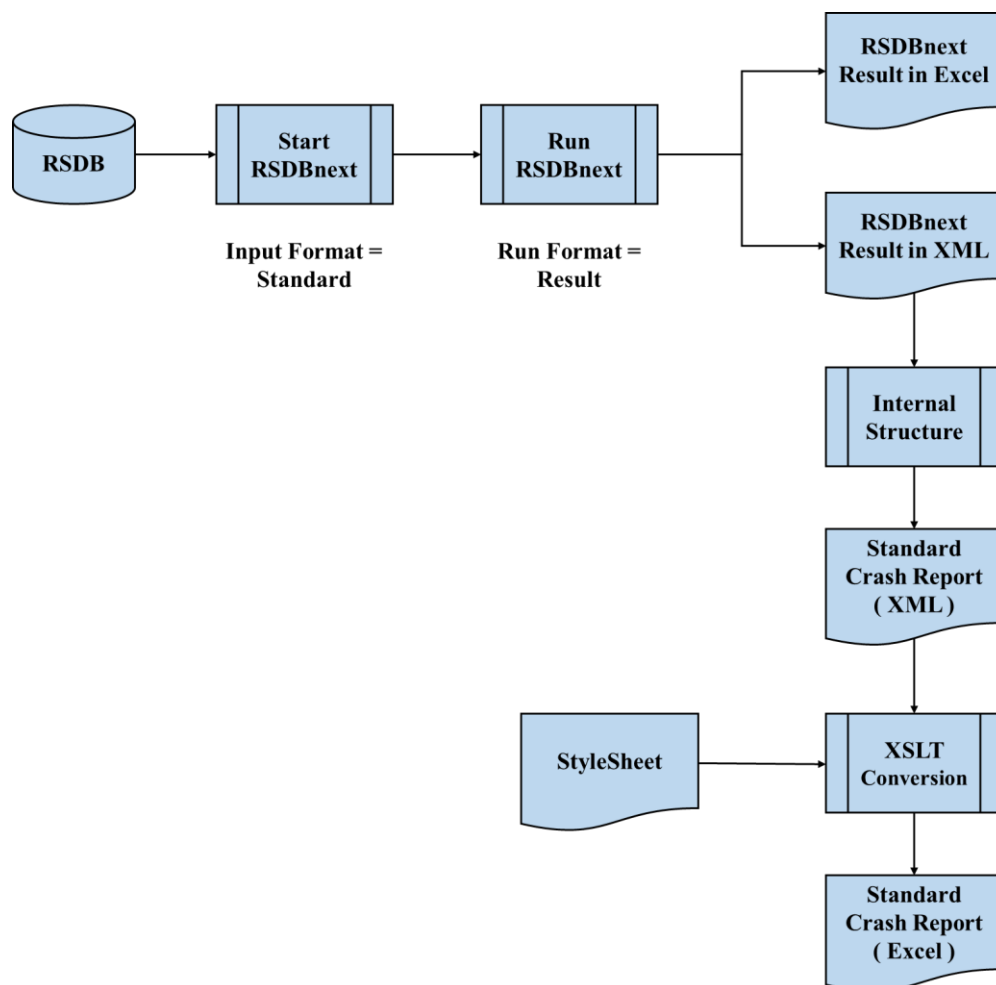 RSDBnext
Result in Excel
RSDB
Start
RSDBnext
Run
RSDBnext
Input Format =
Standard
Run Format =
Result
RSDBnext
Result in XML
Internal
Structure
Standard
Crash Report
( XML )
StyleSheet
XSLT
Conversion
Standard
Crash Report
( Excel )